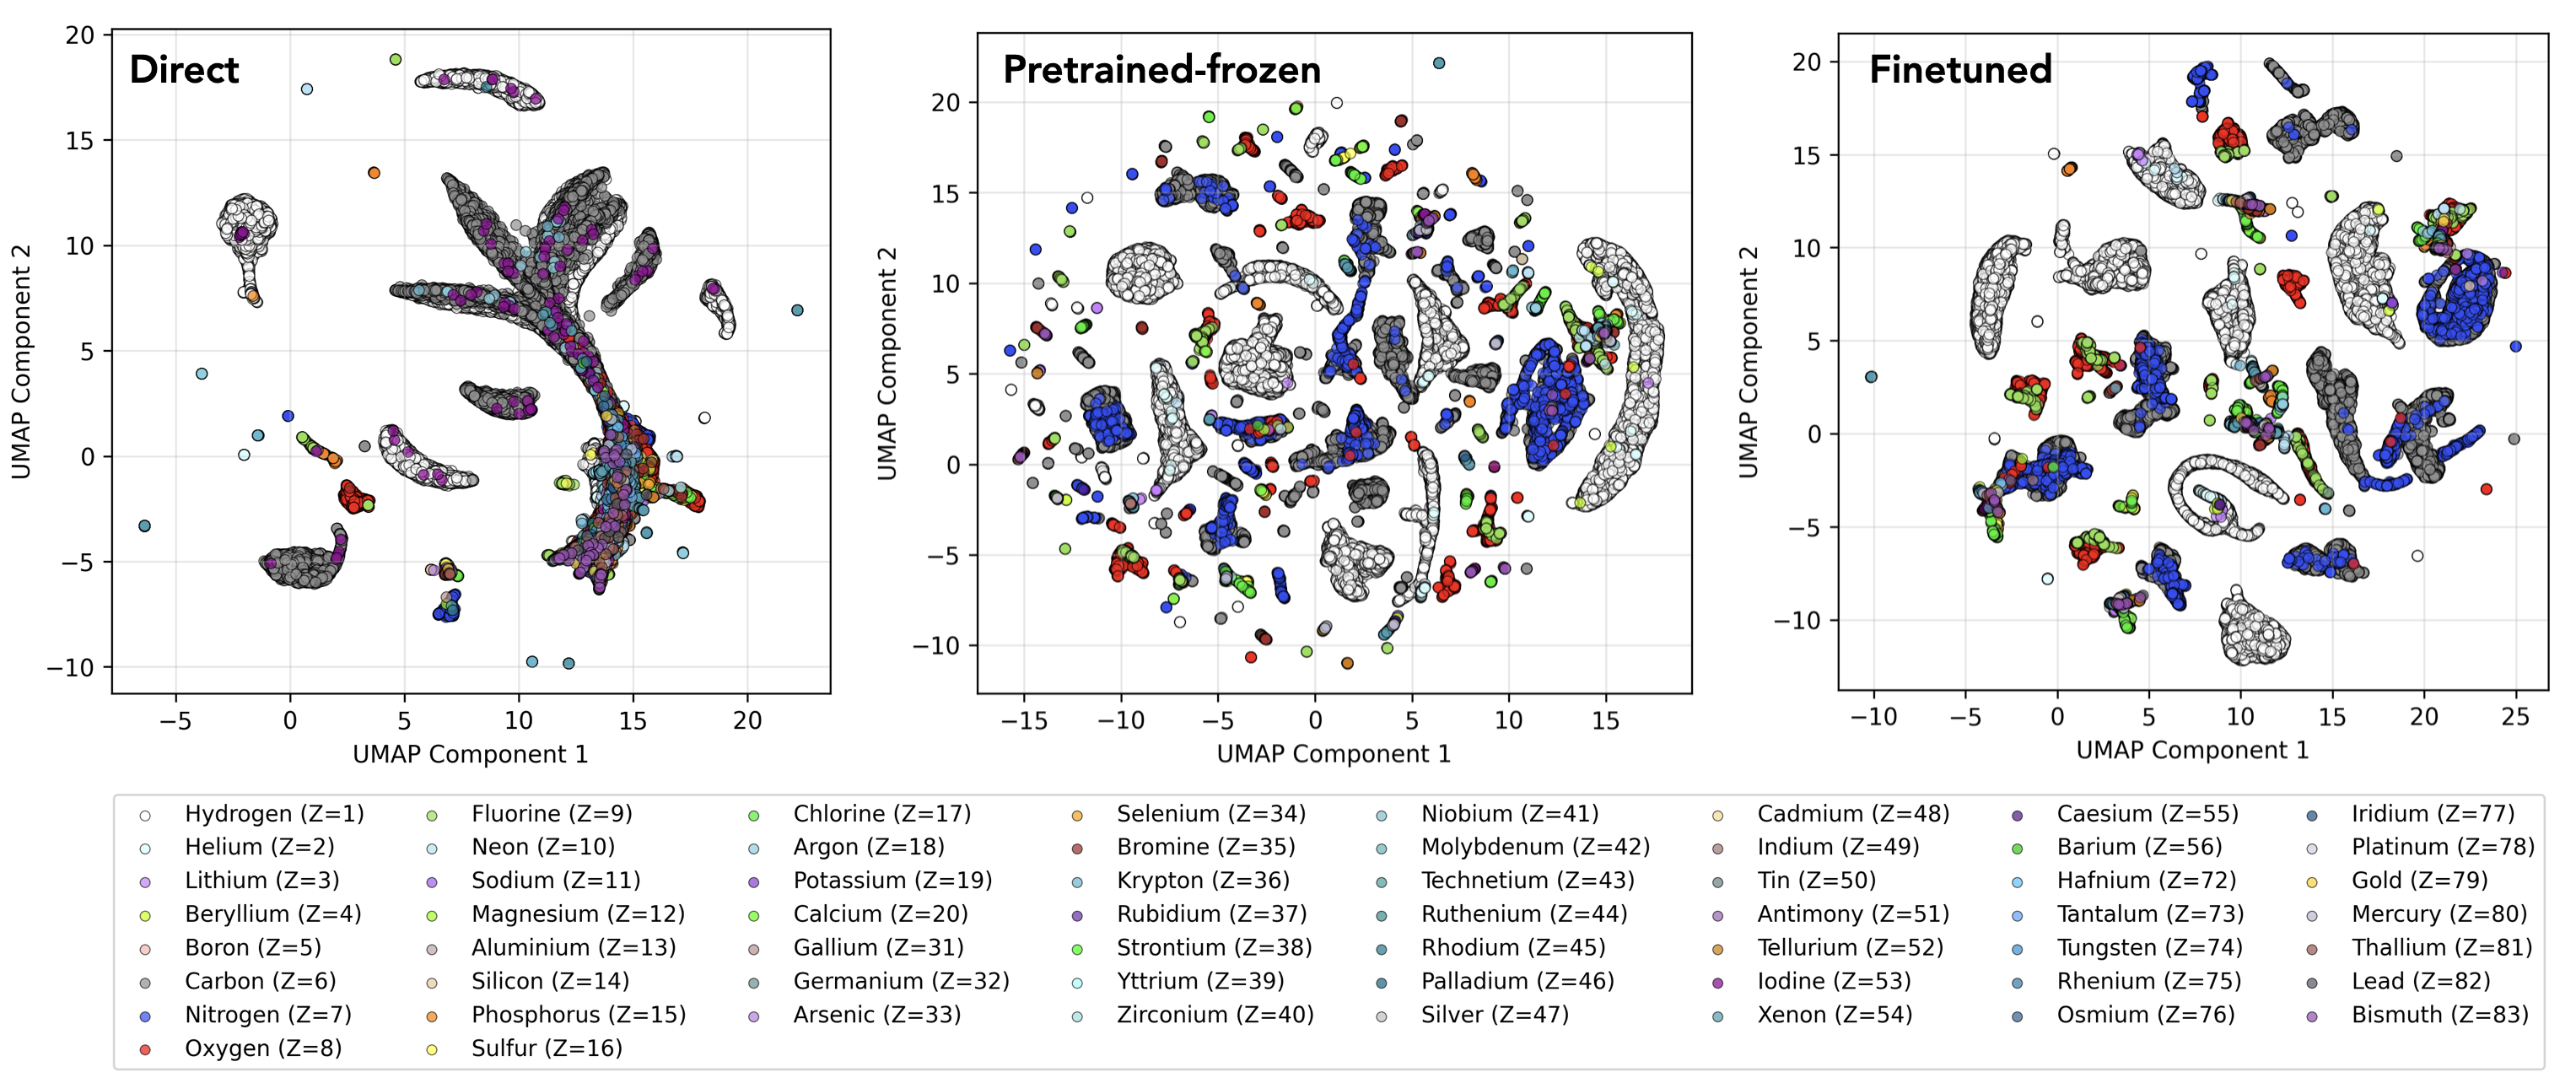 Direct
Pretrained-frozen
Finetuned
20
15
10
5
0
−5
−10
UMAP Component 2
−5
0
5
10
15
20
UMAP Component 1
20
15
10
5
0
−5
−10
UMAP Component 2
−15
−10
−5
0
5
10
15
UMAP Component 1
20
15
10
5
0
−5
−10
UMAP Component 2
−10
−5
0
5
10
15
20
25
UMAP Component 1
Hydrogen (Z=1)
Helium (Z=2)
Lithium (Z=3)
Beryllium (Z=4)
Boron (Z=5)
Carbon (Z=6)
Nitrogen (Z=7)
Oxygen (Z=8)
Fluorine (Z=9)
Neon (Z=10)
Sodium (Z=11)
Magnesium (Z=12)
Aluminium (Z=13)
Silicon (Z=14)
Phosphorus (Z=15)
Sulfur (Z=16)
Chlorine (Z=17)
Argon (Z=18)
Potassium (Z=19)
Calcium (Z=20)
Gallium (Z=31)
Germanium (Z=32)
Arsenic (Z=33)
Selenium (Z=34)
Bromine (Z=35)
Krypton (Z=36)
Rubidium (Z=37)
Strontium (Z=38)
Yttrium (Z=39)
Zirconium (Z=40)
Niobium (Z=41)
Molybdenum (Z=42)
Technetium (Z=43)
Ruthenium (Z=44)
Rhodium (Z=45)
Palladium (Z=46)
Silver (Z=47)
Cadmium (Z=48)
Indium (Z=49)
Tin (Z=50)
Antimony (Z=51)
Tellurium (Z=52)
Iodine (Z=53)
Xenon (Z=54)
Caesium (Z=55)
Barium (Z=56)
Hafnium (Z=72)
Tantalum (Z=73)
Tungsten (Z=74)
Rhenium (Z=75)
Osmium (Z=76)
Iridium (Z=77)
Platinum (Z=78)
Gold (Z=79)
Mercury (Z=80)
Thallium (Z=81)
Lead (Z=82)
Bismuth (Z=83)